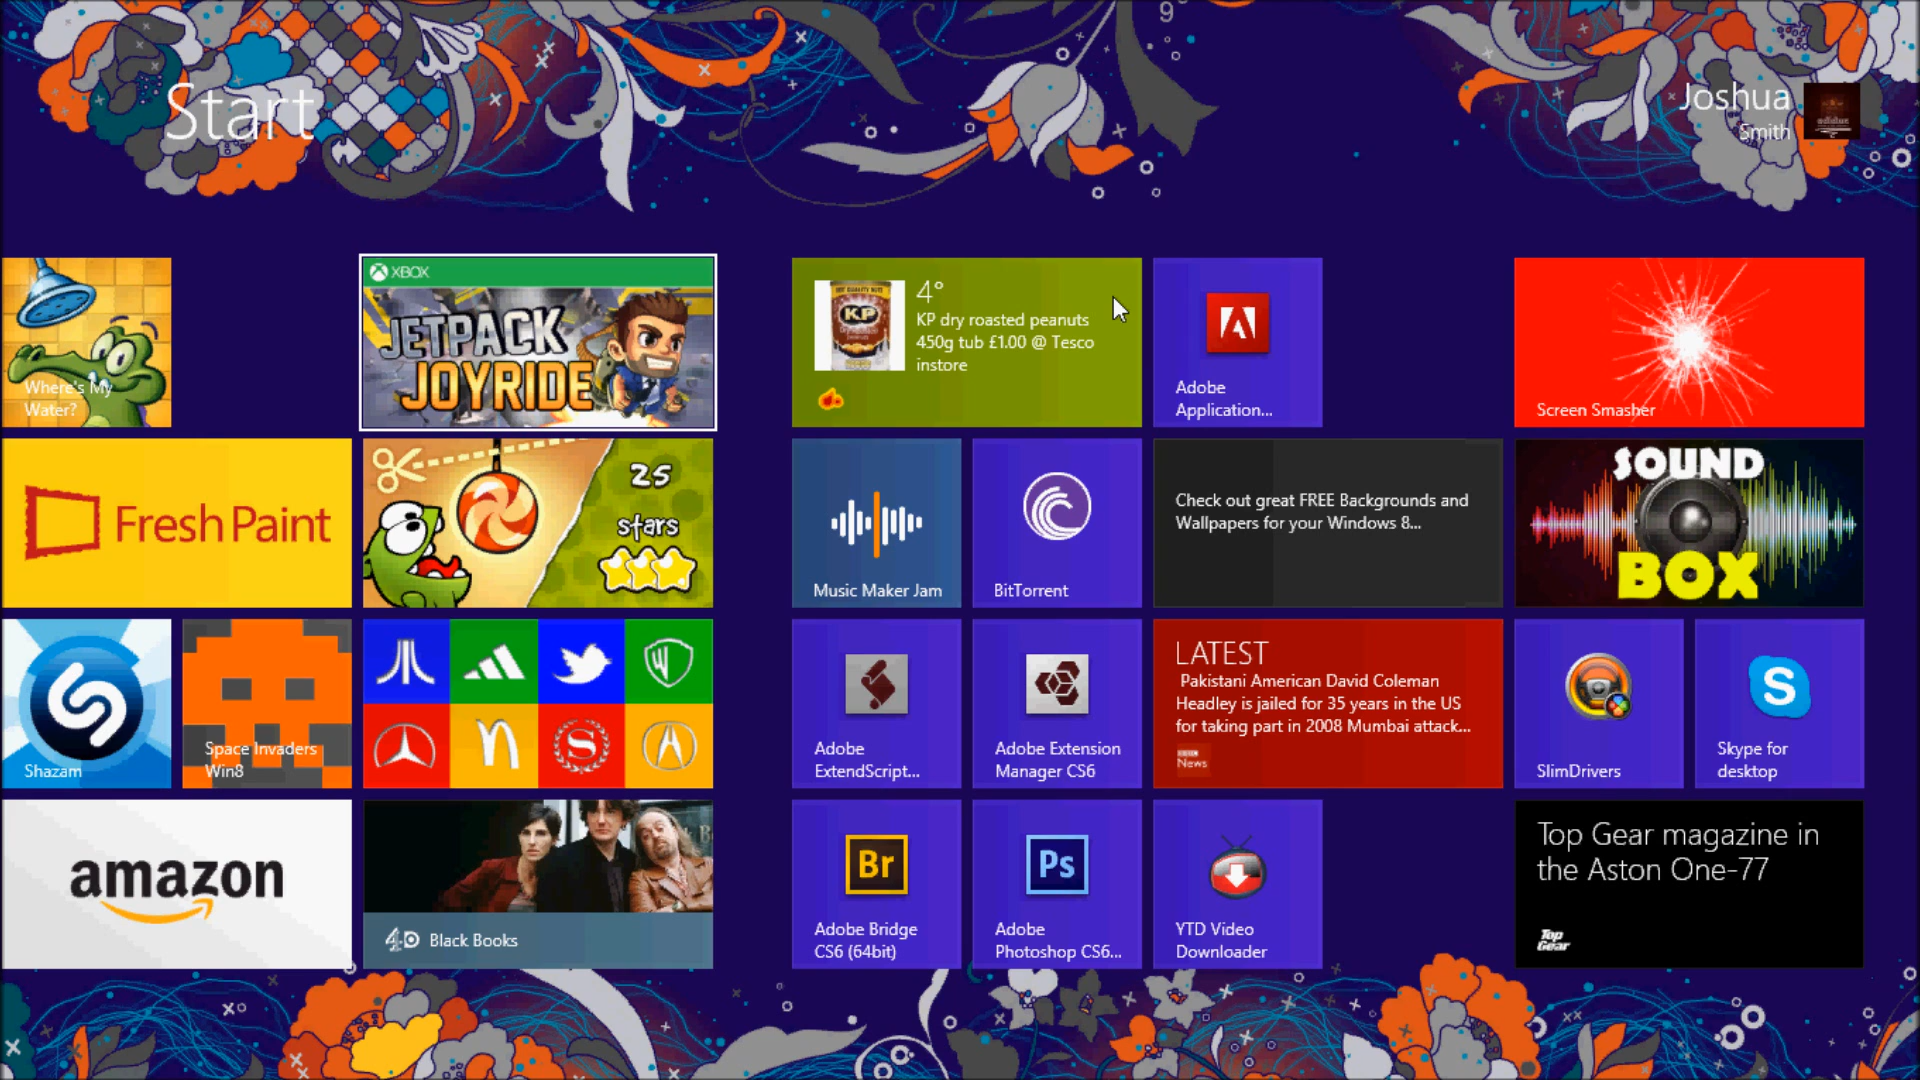 Start
Joshua
Smith
Where's My
Water?
XBOX
JETPACK
JOYRIDE
4°
KP
KP dry roasted peanuts
450g tub £1.00 @ Tesco
instore
Adobe
Application...
Screen Smasher
Fresh Paint
25
stars
Music Maker Jam
BitTorrent
Check out great FREE Backgrounds and
Wallpapers for your Windows 8...
SOUND
BOX
Shazam
Space Invaders
Win8
S
Adobe
ExtendScript...
Adobe Extension
Manager CS6
LATEST
Pakistani American David Coleman
Headley is jailed for 35 years in the US
for taking part in 2008 Mumbai attack...
News
SlimDrivers
S
Skype for
desktop
amazon
4oD
Black Books
Br
Adobe Bridge
CS6 (64bit)
Ps
Adobe
Photoshop CS6...
YTD Video
Downloader
Top Gear magazine in
the Aston One-77
Top
Gear